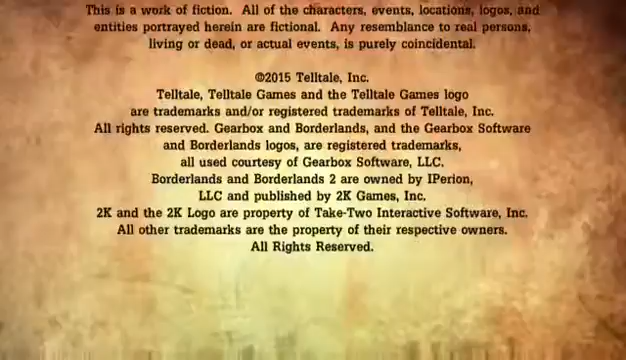 This is a work of fiction. All of the characters, events, locations, logos, and
entities portrayed herein are fictional. Any resemblance to real persons,
living or dead, or actual events, is purely coincidental.
©2015 Telltale, Inc.
Telltale, Telltale Games and the Telltale Games logo
are trademarks and/or registered trademarks of Telltale, Inc.
All rights reserved. Gearbox and Borderlands, and the Gearbox Software
and Borderlands logos, are registered trademarks,
all used courtesy of Gearbox Software, LLC.
Borderlands and Borderlands 2 are owned by IPerion,
LLC and published by 2K Games, Inc.
2K and the 2K Logo are property of Take-Two Interactive Software, Inc.
All other trademarks are the property of their respective owners.
All Rights Reserved.